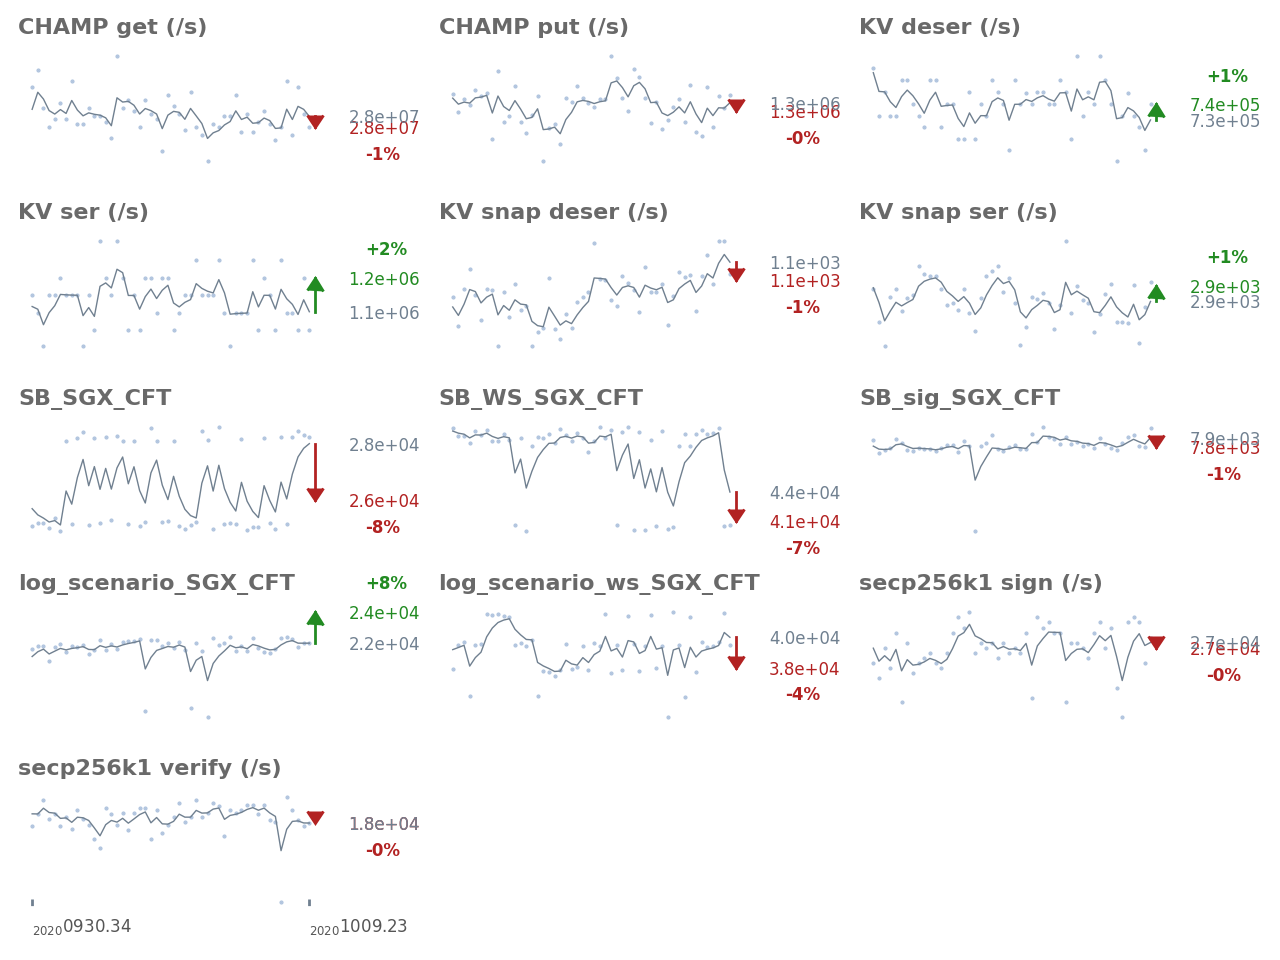 CHAMP get (/s)
2.8e+07
2.8e+07
-1%
CHAMP put (/s)
1.3e+06
1.3e+06
-0%
KV deser (/s)
+1%
7.4e+05
7.3e+05
KV ser (/s)
+2%
1.2e+06
1.1e+06
KV snap deser (/s)
1.1e+03
1.1e+03
-1%
KV snap ser (/s)
+1%
2.9e+03
2.9e+03
SB_SGX_CFT
2.8e+04
2.6e+04
-8%
SB_WS_SGX_CFT
4.4e+04
4.1e+04
-7%
SB_sig_SGX_CFT
7.9e+03
7.8e+03
-1%
log_scenario_SGX_CFT
+8%
2.4e+04
2.2e+04
log_scenario_ws_SGX_CFT
4.0e+04
3.8e+04
-4%
secp256k1 sign (/s)
2.7e+04
2.7e+04
-0%
secp256k1 verify (/s)
1.8e+04
-0%
20200930.34
20201009.23